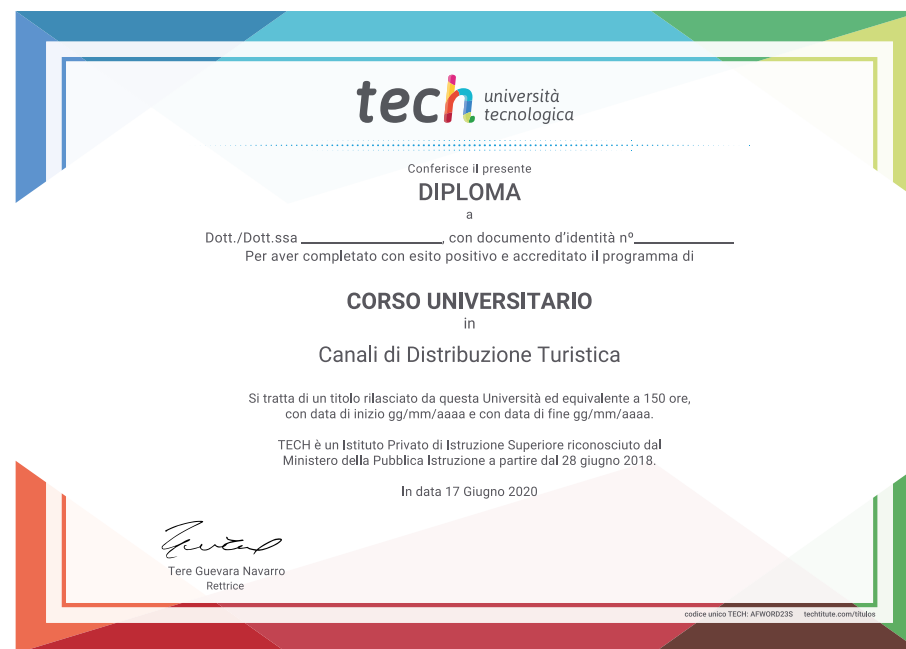 tech università
tecnologica
Conferisce il presente
DIPLOMA
a
Dott./Dott.ssa ____________________, con documento d'identità nº______________
Per aver completato con esito positivo e accreditato il programma di
CORSO UNIVERSITARIO
in
Canali di Distribuzione Turistica
Si tratta di un titolo rilasciato da questa Università ed equivalente a 150 ore,
con data di inizio gg/mm/aaaa e con data di fine gg/mm/aaaa.
TECH è un Istituto Privato di Istruzione Superiore riconosciuto dal
Ministero della Pubblica Istruzione a partire dal 28 giugno 2018.
In data 17 Giugno 2020
Tere Guevara Navarro
Rettrice
codice unico TECH: AFWORD23S techtitute.com/titulos